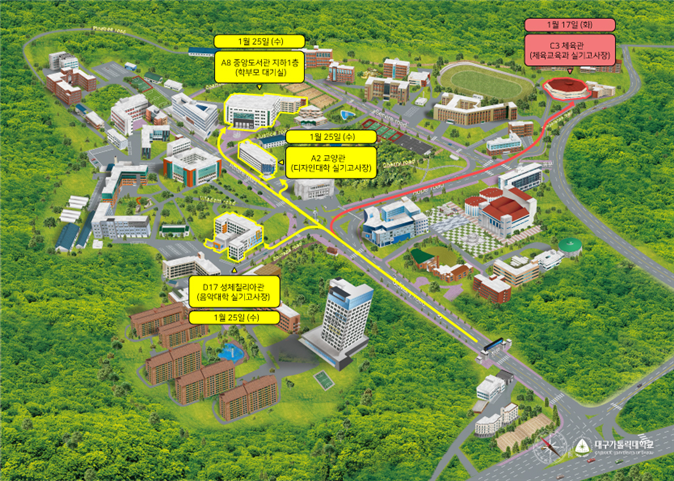 1월 25일 (수)
A8 중앙도서관 지하1층
(학부모 대기실)
1월 17일 (화)
C3 체육관
(체육교육과 실기고사장)
1월 25일 (수)
A2 교양관
(디자인대학 실기고사장)
D17 성체칠리아관
(음악대학 실기고사장)
1월 25일 (수)
대구가톨릭대학교